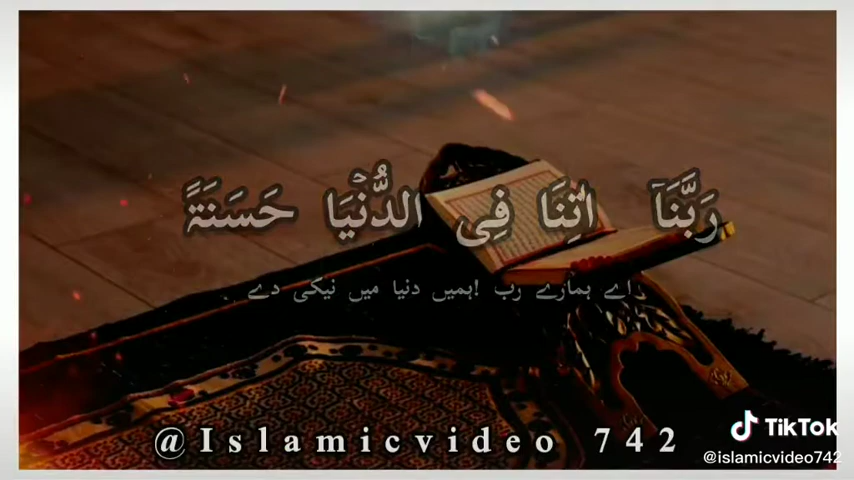 رَبَّنَاۤ اٰتِنَا فِی الدُّنۡیَا حَسَنَۃً
اے ہمارے رب !ہمیں دنیا میں نیکی دے
@Islamicvideo 742
TikTok
@islamicvideo742